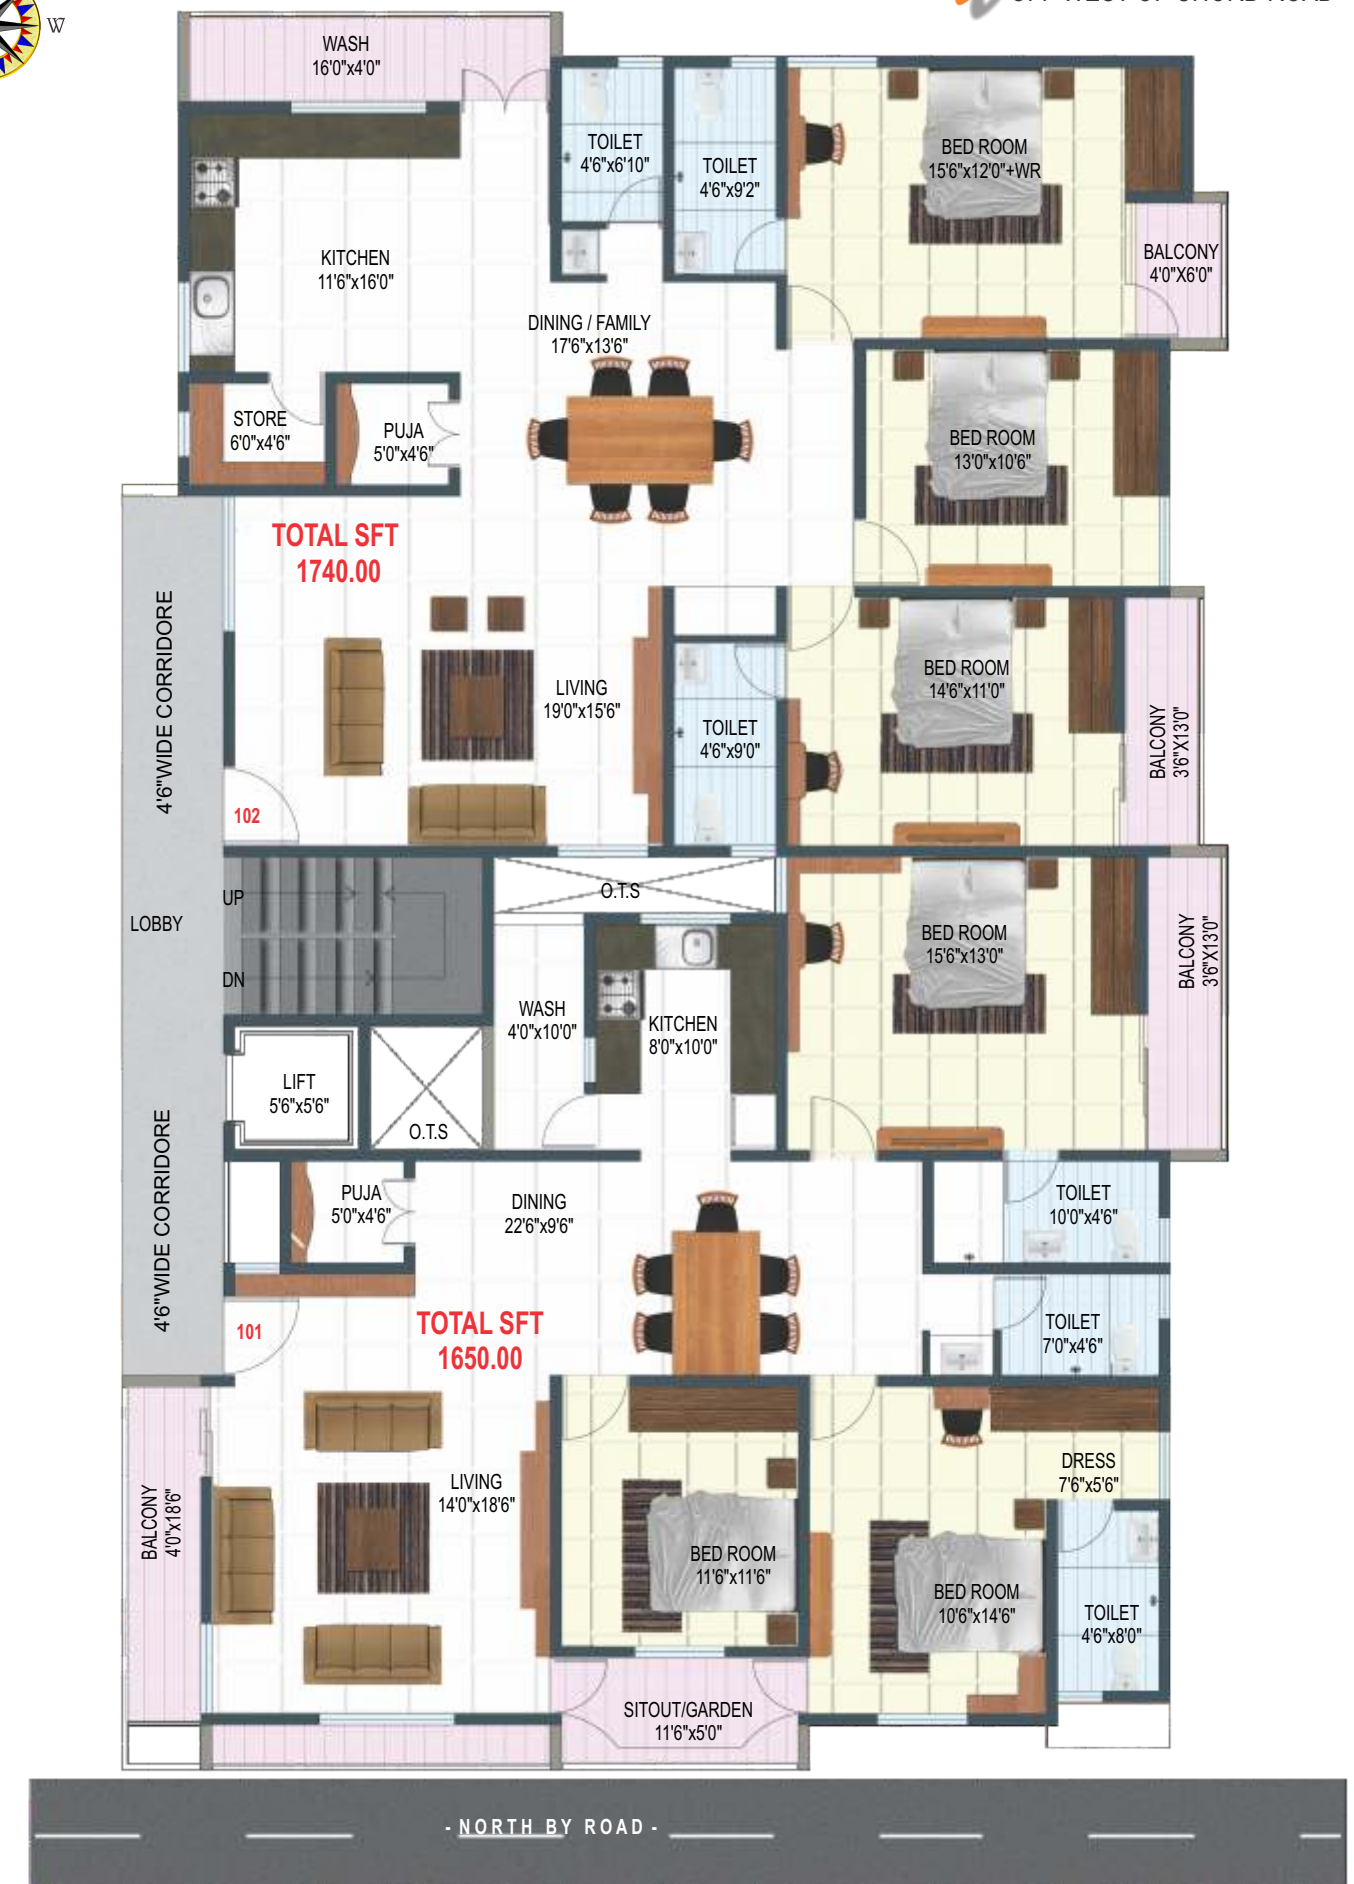 W
WASH
16'0"x4'0"
TOILET
4'6"x6'10"
TOILET
4'6"x9'2"
BED ROOM
15'6"x12'0"+WR
BALCONY
4'0"X6'0"
KITCHEN
11'6"x16'0"
DINING / FAMILY
17'6"x13'6"
STORE
6'0"x4'6"
PUJA
5'0"x4'6"
BED ROOM
13'0"x10'6"
TOTAL SFT
1740.00
4'6"WIDE CORRIDORE
LIVING
19'0"x15'6"
TOILET
4'6"x9'0"
BED ROOM
14'6"x11'0"
BALCONY
3'6"X13'0"
102
UP
LOBBY
DN
O.T.S
BED ROOM
15'6"x13'0"
BALCONY
3'6"X13'0"
WASH
4'0"x10'0"
KITCHEN
8'0"x10'0"
LIFT
5'6"x5'6"
O.T.S
4'6"WIDE CORRIDORE
PUJA
5'0"x4'6"
DINING
22'6"x9'6"
TOILET
10'0"x4'6"
TOILET
7'0"x4'6"
101
TOTAL SFT
1650.00
BALCONY
4'0"x18'6"
LIVING
14'0"x18'6"
BED ROOM
11'6"x11'6"
DRESS
7'6"x5'6"
BED ROOM
10'6"x14'6"
TOILET
4'6"x8'0"
SITOUT/GARDEN
11'6"x5'0"
- NORTH BY ROAD -